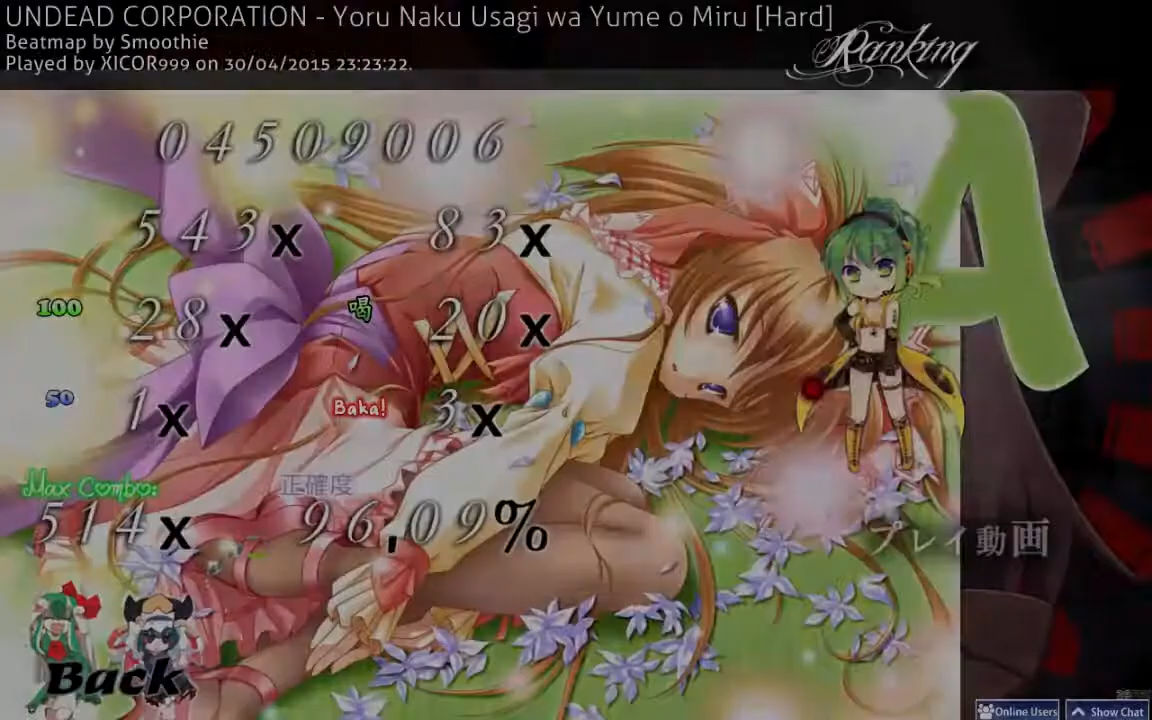 UNDEAD CORPORATION - Yoru Naku Usagi wa Yume o Miru [Hard]
Beatmap by Smoothie
Played by XICOR999 on 30/04/2015 23:23:22.
Ranking
04509006
543x 83x
100 28x 喝 20x
50 1x Baka! 3x
Max Combo: 正確度
514x 96,09%
プレイ動画
Back
Online Users Show Chat
A